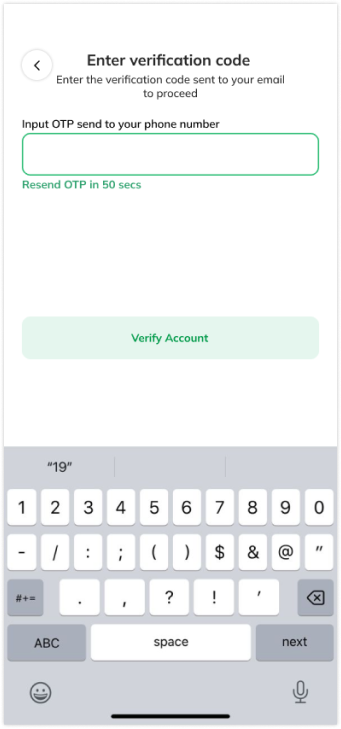 Enter verification code
Enter the verification code sent to your email
to proceed
Input OTP send to your phone number
Resend OTP in 50 secs
Verify Account
“19”
1 2 3 4 5 6 7 8 9 0
- / : ; ( ) $ & @ ”
#+= . , ? ! ’
ABC space next